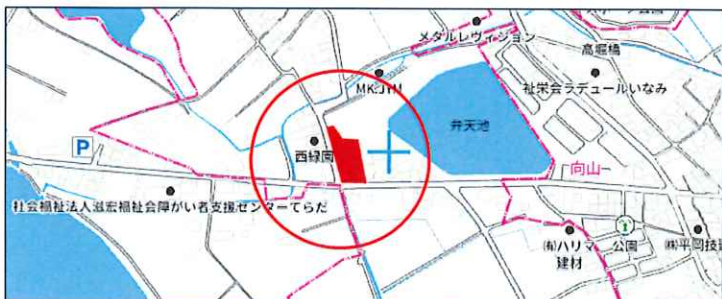 メタルレヴィジョン
高堀橋
MKJYM
祉栄会ラデュールいなみ
弁天池
西緑園
P
向山
社会福祉法人滋宏福祉会障がい者支援センターてらだ
㈲ハリマ
建材
公園
㈱平岡技